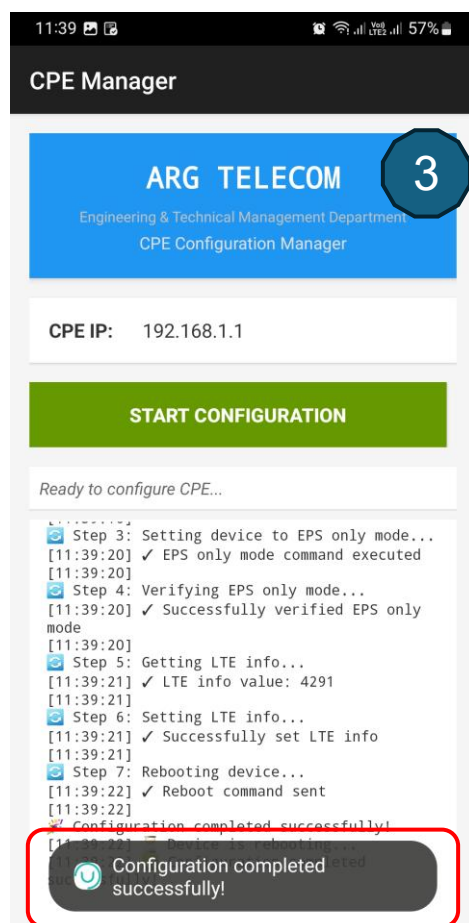 11:39 Vo9 LTE2 57%
CPE Manager
3
ARG TELECOM
Engineering & Technical Management Department
CPE Configuration Manager
CPE IP: 192.168.1.1
START CONFIGURATION
Ready to configure CPE...
Step 3: Setting device to EPS only mode...
[11:39:20] ✓ EPS only mode command executed
[11:39:20]
Step 4: Verifying EPS only mode...
[11:39:20] ✓ Successfully verified EPS only
mode
[11:39:20]
Step 5: Getting LTE info...
[11:39:21] ✓ LTE info value: 4291
[11:39:21]
Step 6: Setting LTE info...
[11:39:21] ✓ Successfully set LTE info
[11:39:21]
Step 7: Rebooting device...
[11:39:22] ✓ Reboot command sent
[11:39:22]
Configuration completed successfully!
Device is rebooting...
Configuration completed
successfully!